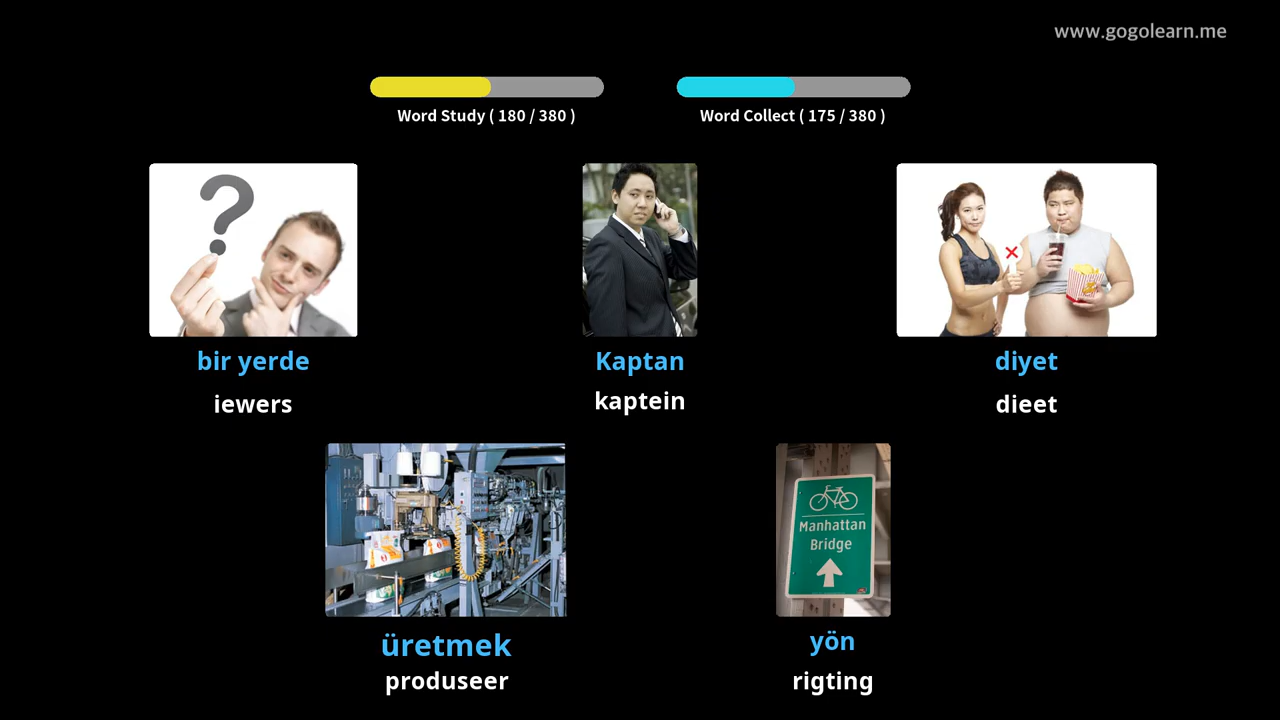 www.gogolearn.me
Word Study ( 180 / 380 )
Word Collect ( 175 / 380 )
?
bir yerde
iewers
Kaptan
kaptein
diyet
dieet
Manhattan
Bridge
üretmek
produseer
yön
rigting